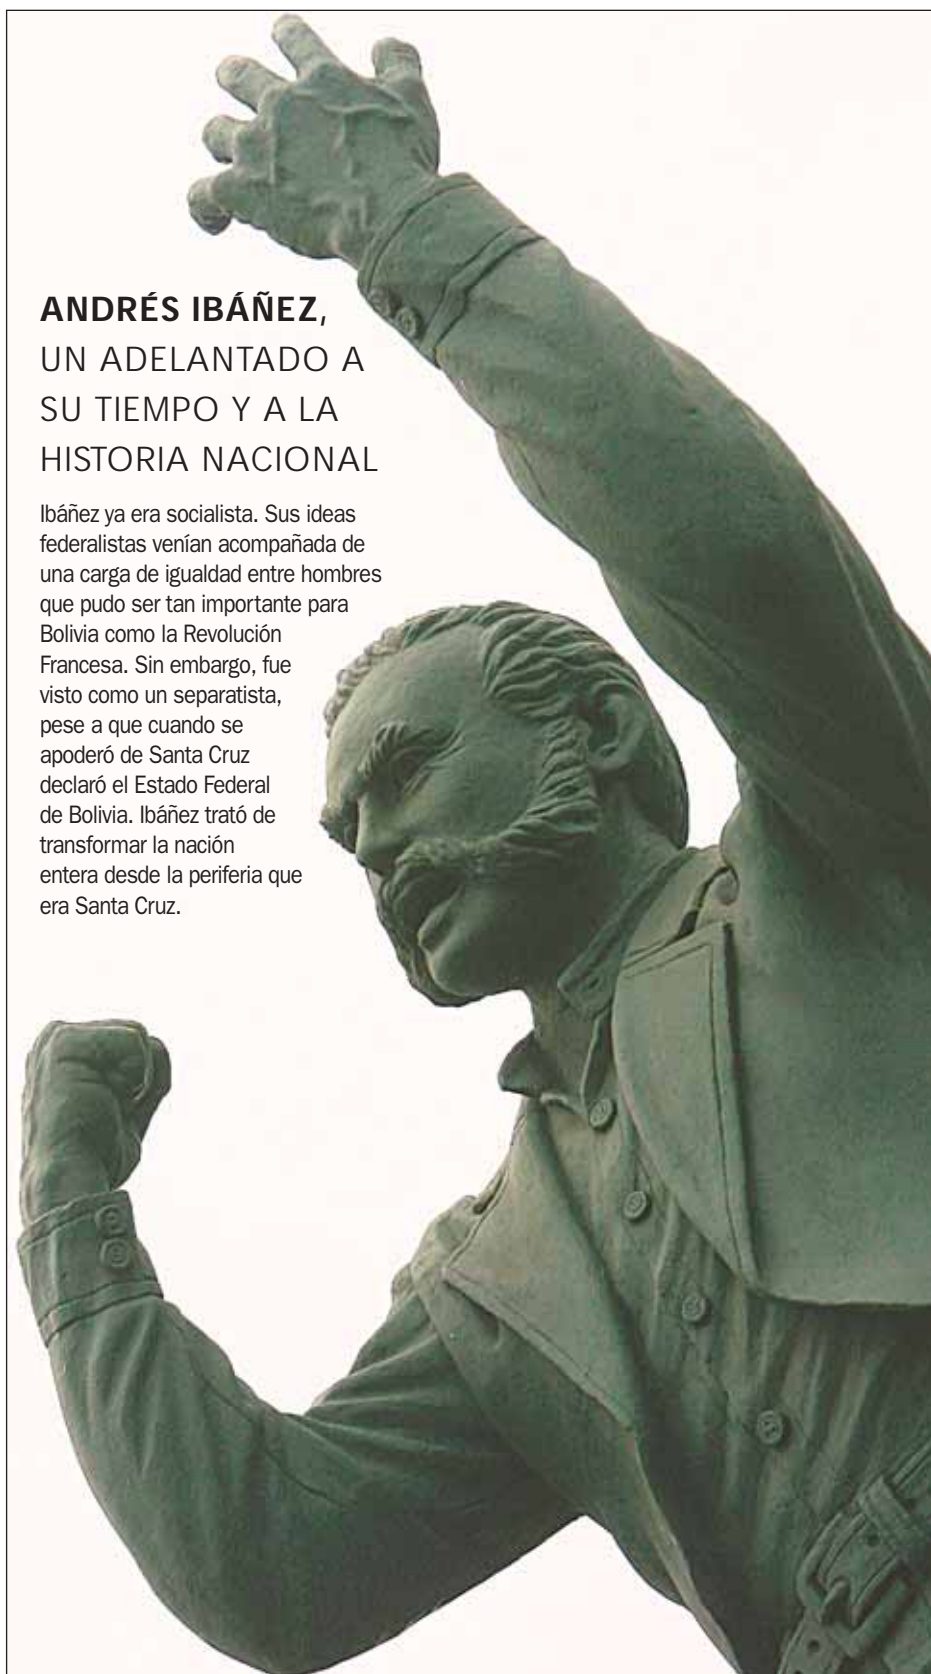 ANDRÉS IBÁÑEZ,
UN ADELANTADO A
SU TIEMPO Y A LA
HISTORIA NACIONAL
Ibáñez ya era socialista. Sus ideas
federalistas venían acompañada de
una carga de igualdad entre hombres
que pudo ser tan importante para
Bolivia como la Revolución
Francesa. Sin embargo, fue
visto como un separatista,
pese a que cuando se
apoderó de Santa Cruz
declaró el Estado Federal
de Bolivia. Ibáñez trató de
transformar la nación
entera desde la periferia que
era Santa Cruz.